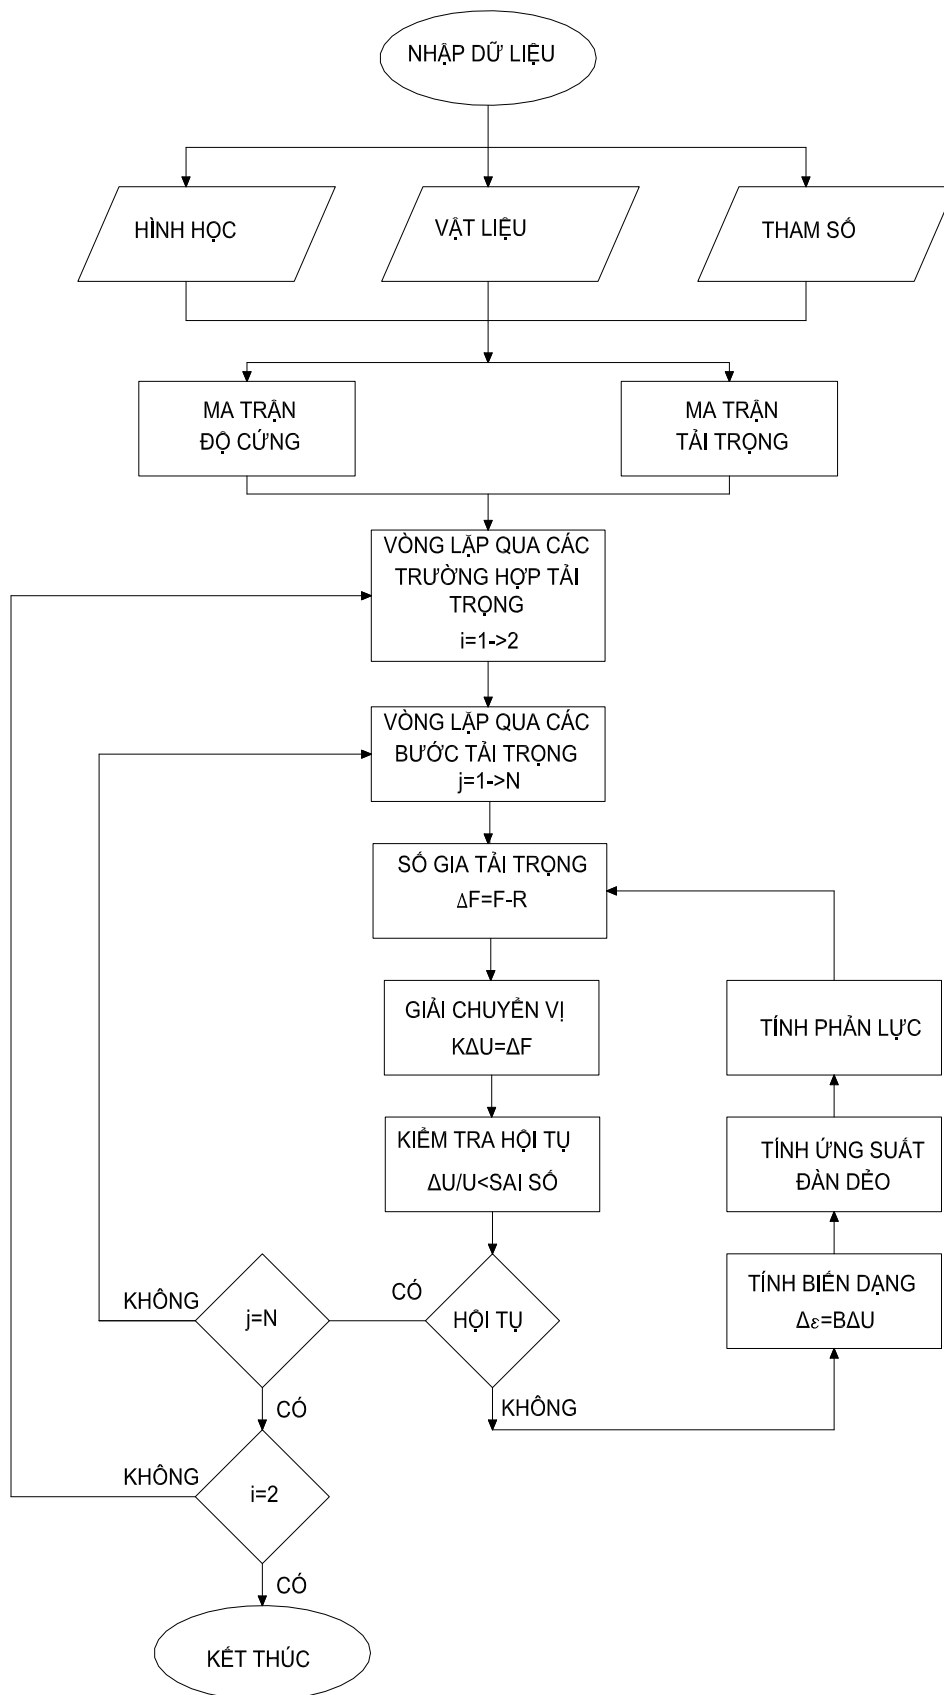 NHẬP DỮ LIỆU
HÌNH HỌC
VẬT LIỆU
THAM SỐ
MA TRẬN
ĐỘ CỨNG
MA TRẬN
TẢI TRỌNG
VÒNG LẶP QUA CÁC
TRƯỜNG HỢP TẢI
TRỌNG
i=1->2
VÒNG LẶP QUA CÁC
BƯỚC TẢI TRỌNG
j=1->N
SỐ GIA TẢI TRỌNG
ΔF=F-R
GIẢI CHUYỂN VỊ
KΔU=ΔF
TÍNH PHẢN LỰC
KIỂM TRA HỘI TỤ
ΔU/U<SAI SỐ
TÍNH ỨNG SUẤT
ĐÀN DẺO
TÍNH BIẾN DẠNG
Δε=BΔU
HỘI TỤ
CÓ
KHÔNG
j=N
KHÔNG
CÓ
i=2
KHÔNG
CÓ
KẾT THÚC